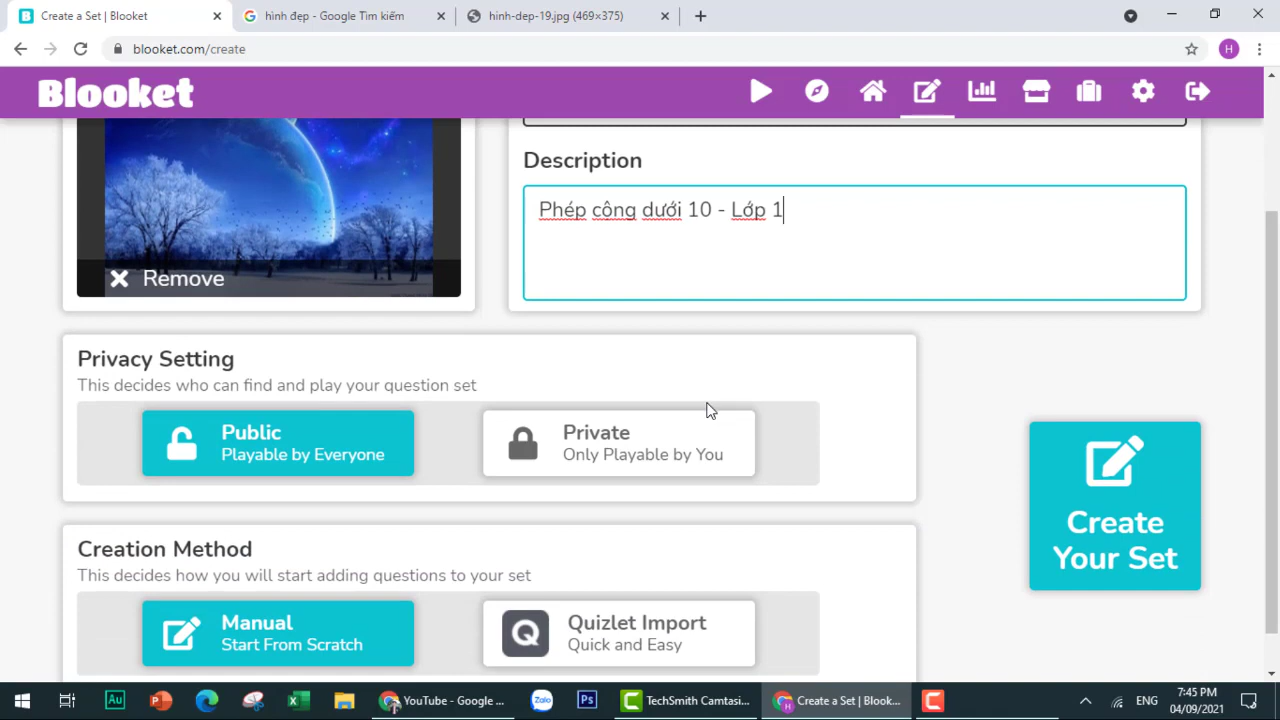 Create a Set | Blooket
hình đẹp - Google Tìm kiếm
hinh-dep-19.jpg (469×375)
blooket.com/create
H
Blooket
Description
Phép công dưới 10 - Lớp 1
Remove
Privacy Setting
This decides who can find and play your question set
Public
Playable by Everyone
Private
Only Playable by You
Create
Your Set
Creation Method
This decides how you will start adding questions to your set
Manual
Start From Scratch
Quizlet Import
Quick and Easy
YouTube - Google ...
TechSmith Camtasi...
Create a Set | Blook...
ENG
7:45 PM
04/09/2021